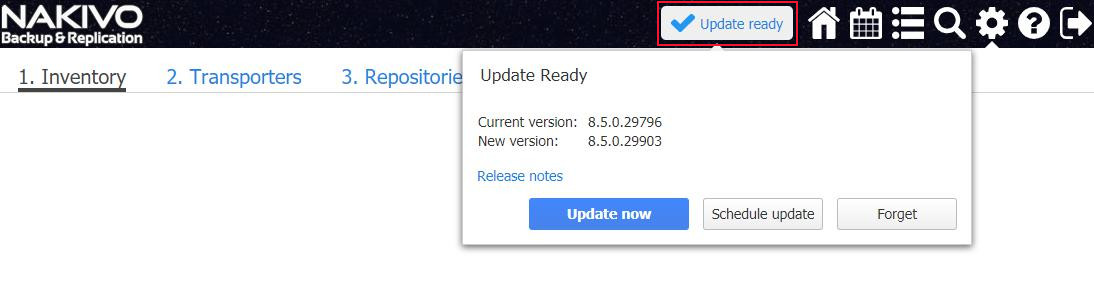 NAKIVO
Backup & Replication
Update ready
1. Inventory 2. Transporters 3. Repositorie
Update Ready
Current version: 8.5.0.29796
New version: 8.5.0.29903
Release notes
Update now Schedule update Forget